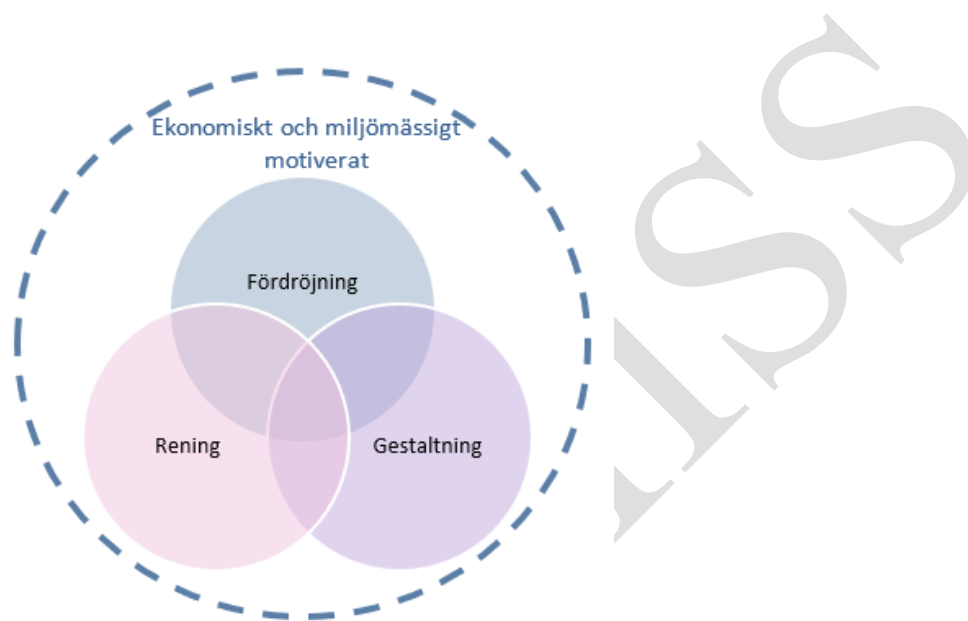 Ekonomiskt och miljömässigt
motiverat
Fördröjning
Rening
Gestaltning